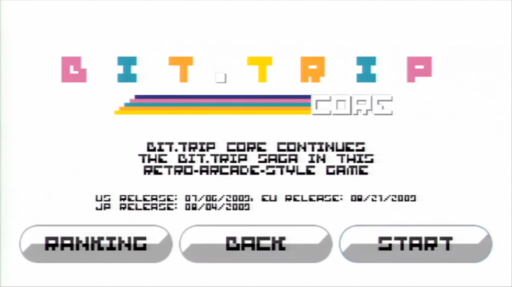 BIT.TRIP
CORE
BIT.TRIP CORE CONTINUES
THE BIT.TRIP SAGA IN THIS
RETRO-ARCADE-STYLE GAME
US RELEASE: 07/06/2009, EU RELEASE: 08/21/2009
JP RELEASE: 08/04/2009
RANKING
BACK
START